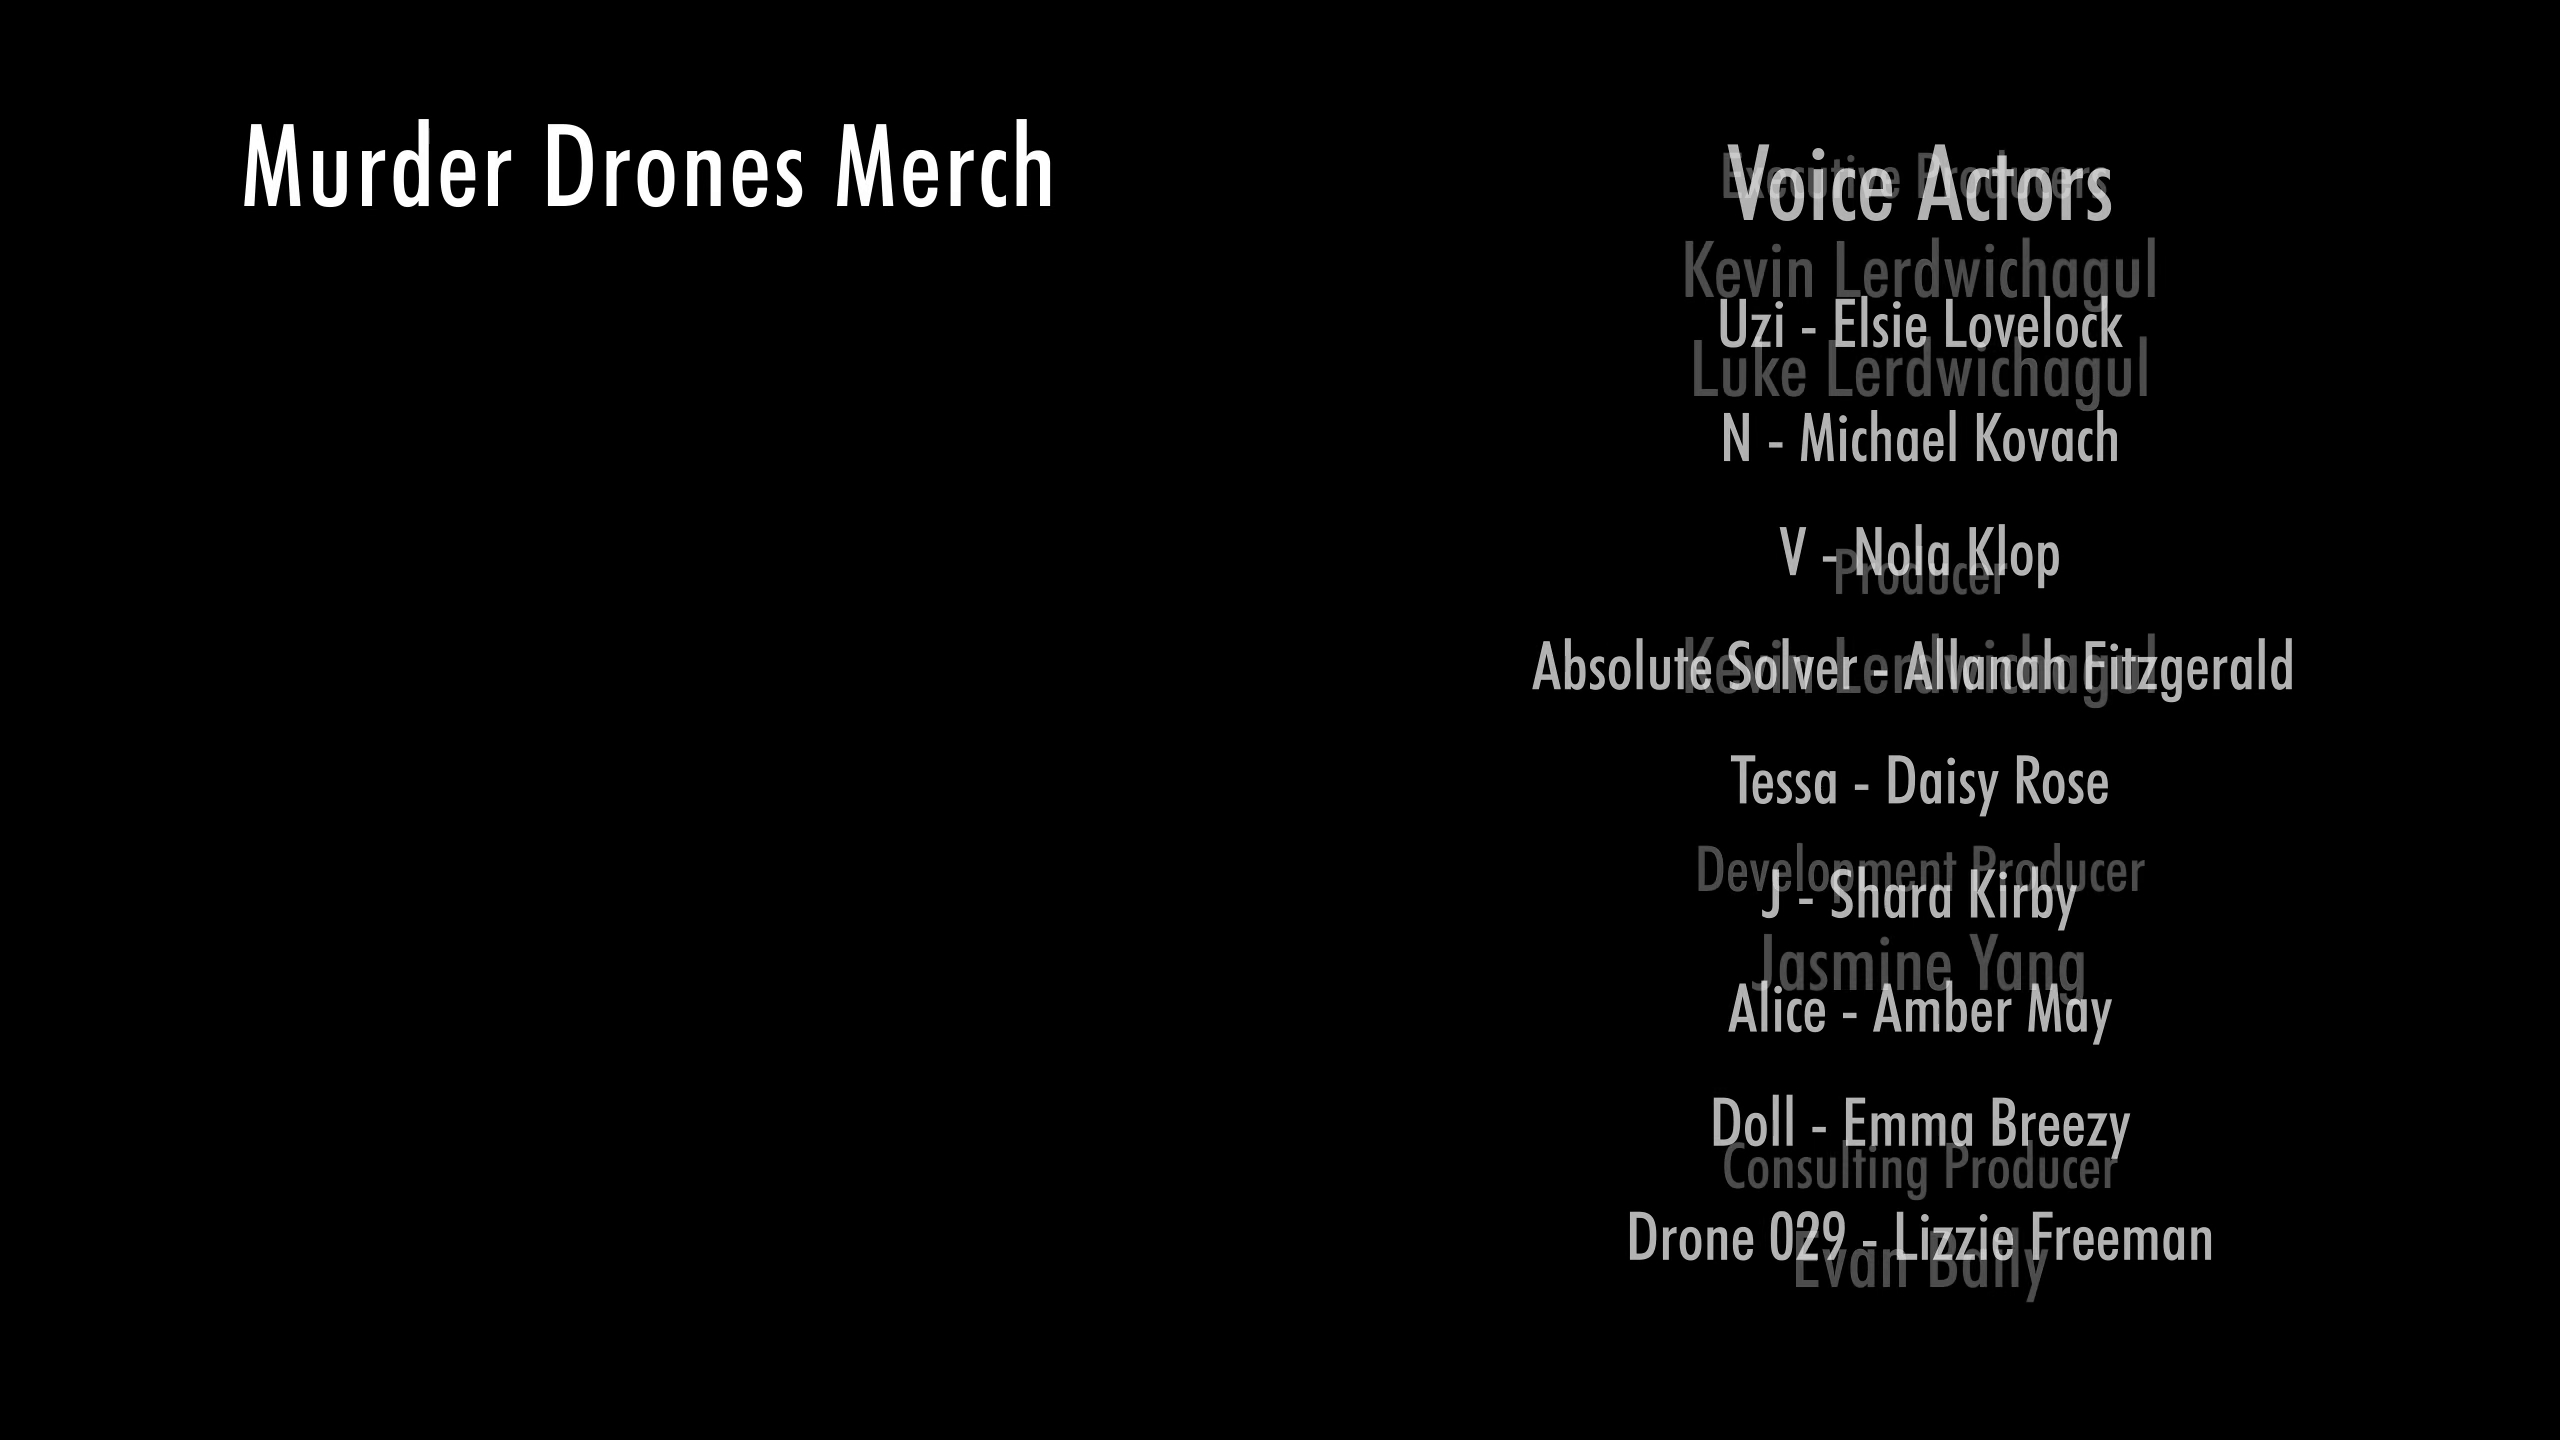 Murder Drones Merch
Voice Actors
Uzi - Elsie Lovelock
N - Michael Kovach
V - Nola Klop
Absolute Solver - Allanah Fitzgerald
Tessa - Daisy Rose
J - Shara Kirby
Alice - Amber May
Doll - Emma Breezy
Drone 029 - Lizzie Freeman
Executive Producers
Kevin Lerdwichagul
Luke Lerdwichagul
Producer
Kevin Lerdwichagul
Development Producer
Jasmine Yang
Consulting Producer
Evan Baily